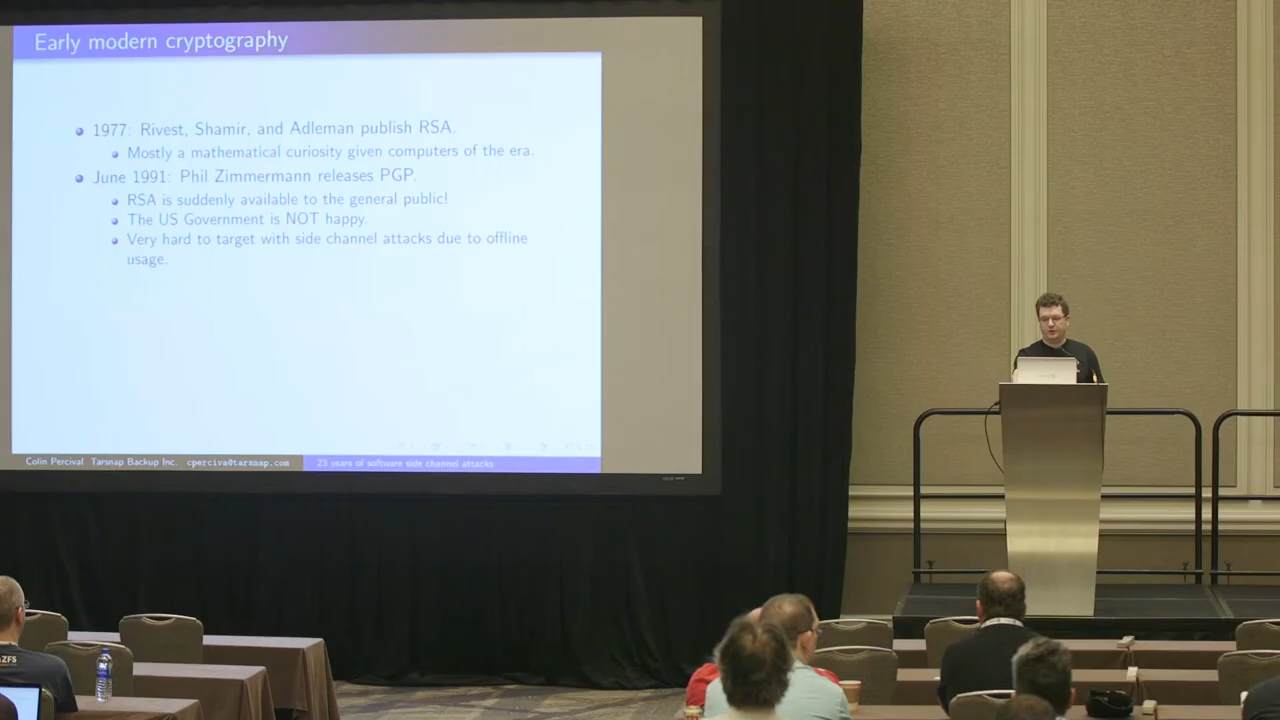 Early modern cryptography
1977: Rivest, Shamir, and Adleman publish RSA.
Mostly a mathematical curiosity given computers of the era.
June 1991: Phil Zimmermann releases PGP.
RSA is suddenly available to the general public!
The US Government is NOT happy.
Very hard to target with side channel attacks due to offline
usage.
Colin Percival Tarsnap Backup Inc. cperciva@tarsnap.com
23 years of software side channel attacks
ZFS